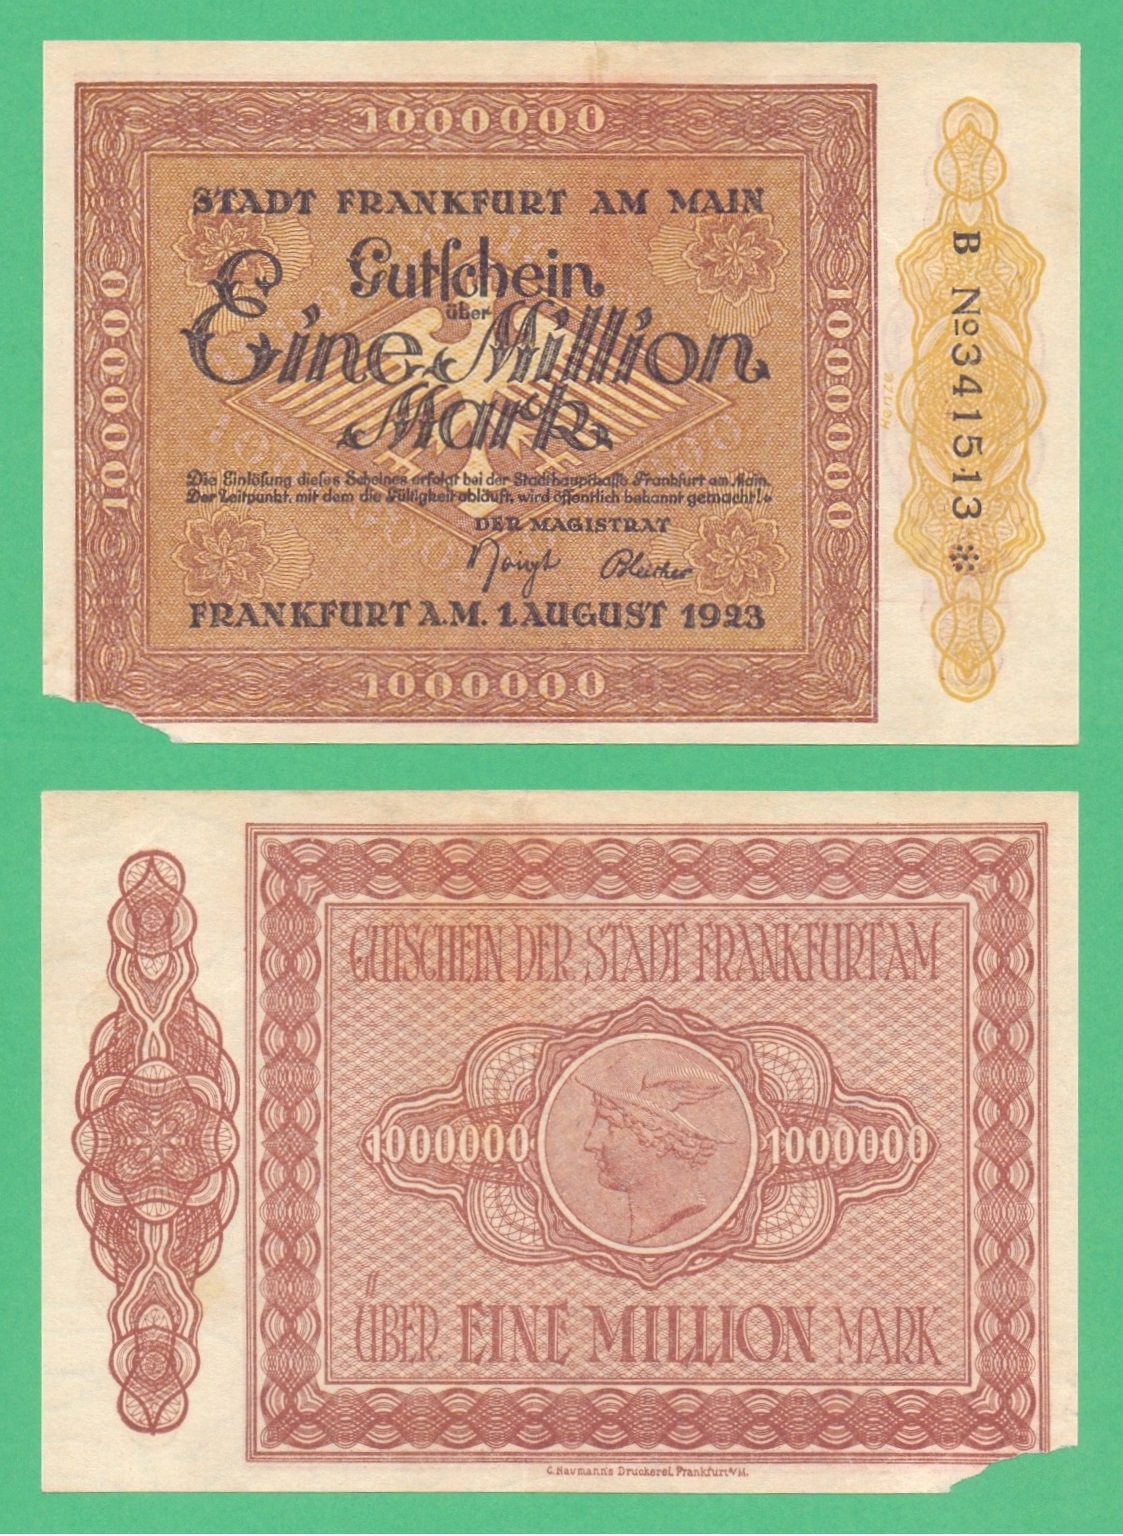 1000000
STADT FRANKFURT AM MAIN
Gutschein
über
Eine Million
Mark
Die Einlösung dieses Scheines erfolgt bei der Stadthauptkasse Frankfurt am Main.
Der Zeitpunkt, mit dem die Gültigkeit abläuft, wird öffentlich bekannt gemacht.
DER MAGISTRAT
Voigt Bleicher
FRANKFURT A.M. 1. AUGUST 1923
1000000
1000000
1000000
HENZE
B No 341513 *
GUTSCHEIN DER STADT FRANKFURT AM
1000000 1000000
ÜBER EINE MILLION MARK
C. Naumann's Druckerei, Frankfurt a/M.